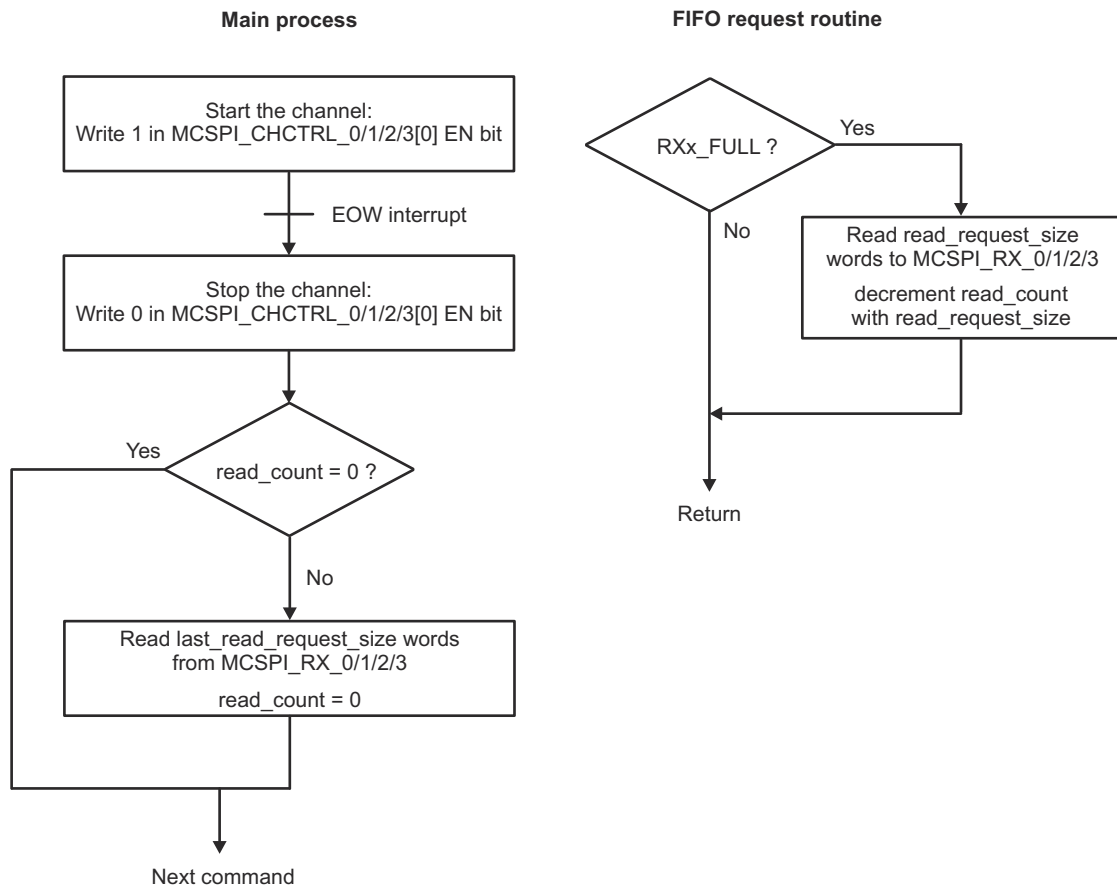 Main process
Start the channel:
Write 1 in MCSPI_CHCTRL_0/1/2/3[0] EN bit
EOW interrupt
Stop the channel:
Write 0 in MCSPI_CHCTRL_0/1/2/3[0] EN bit
Yes
read_count = 0 ?
No
Read last_read_request_size words
from MCSPI_RX_0/1/2/3
read_count = 0
Next command
FIFO request routine
RXx_FULL ?
Yes
No
Read read_request_size
words to MCSPI_RX_0/1/2/3
decrement read_count
with read_request_size
Return